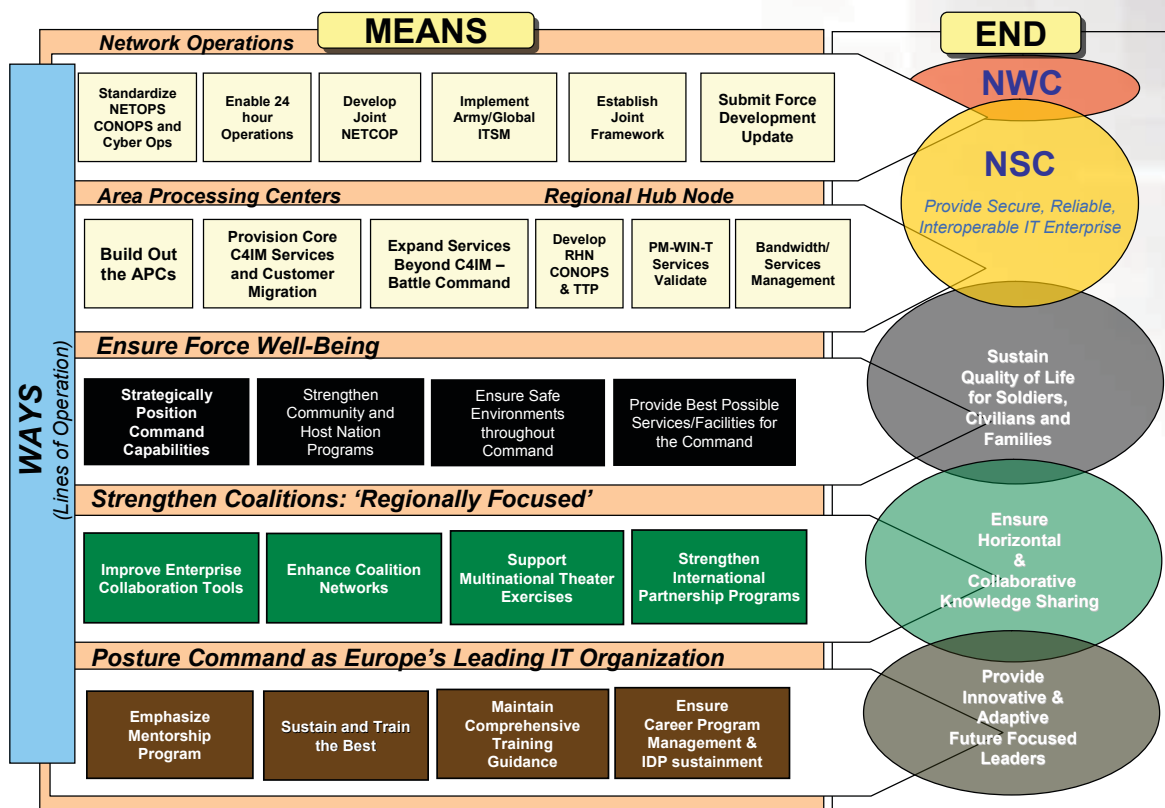 MEANS
END
WAYS
(Lines of Operation)
Network Operations
Standardize
NETOPS
CONOPS and
Cyber Ops
Enable 24
hour
Operations
Develop
Joint
NETCOP
Implement
Army/Global
ITSM
Establish
Joint
Framework
Submit Force
Development
Update
NWC
NSC
Provide Secure, Reliable,
Interoperable IT Enterprise
Area Processing Centers
Regional Hub Node
Build Out
the APCs
Provision Core
C4IM Services
and Customer
Migration
Expand Services
Beyond C4IM –
Battle Command
Develop
RHN
CONOPS
& TTP
PM-WIN-T
Services
Validate
Bandwidth/
Services
Management
Ensure Force Well-Being
Strategically
Position
Command
Capabilities
Strengthen
Community and
Host Nation
Programs
Ensure Safe
Environments
throughout
Command
Provide Best Possible
Services/Facilities for
the Command
Sustain
Quality of Life
for Soldiers,
Civilians and
Families
Strengthen Coalitions: ‘Regionally Focused’
Improve Enterprise
Collaboration Tools
Enhance Coalition
Networks
Support
Multinational Theater
Exercises
Strengthen
International
Partnership Programs
Ensure
Horizontal
&
Collaborative
Knowledge Sharing
Posture Command as Europe’s Leading IT Organization
Emphasize
Mentorship
Program
Sustain and Train
the Best
Maintain
Comprehensive
Training
Guidance
Ensure
Career Program
Management &
IDP sustainment
Provide
Innovative &
Adaptive
Future Focused
Leaders